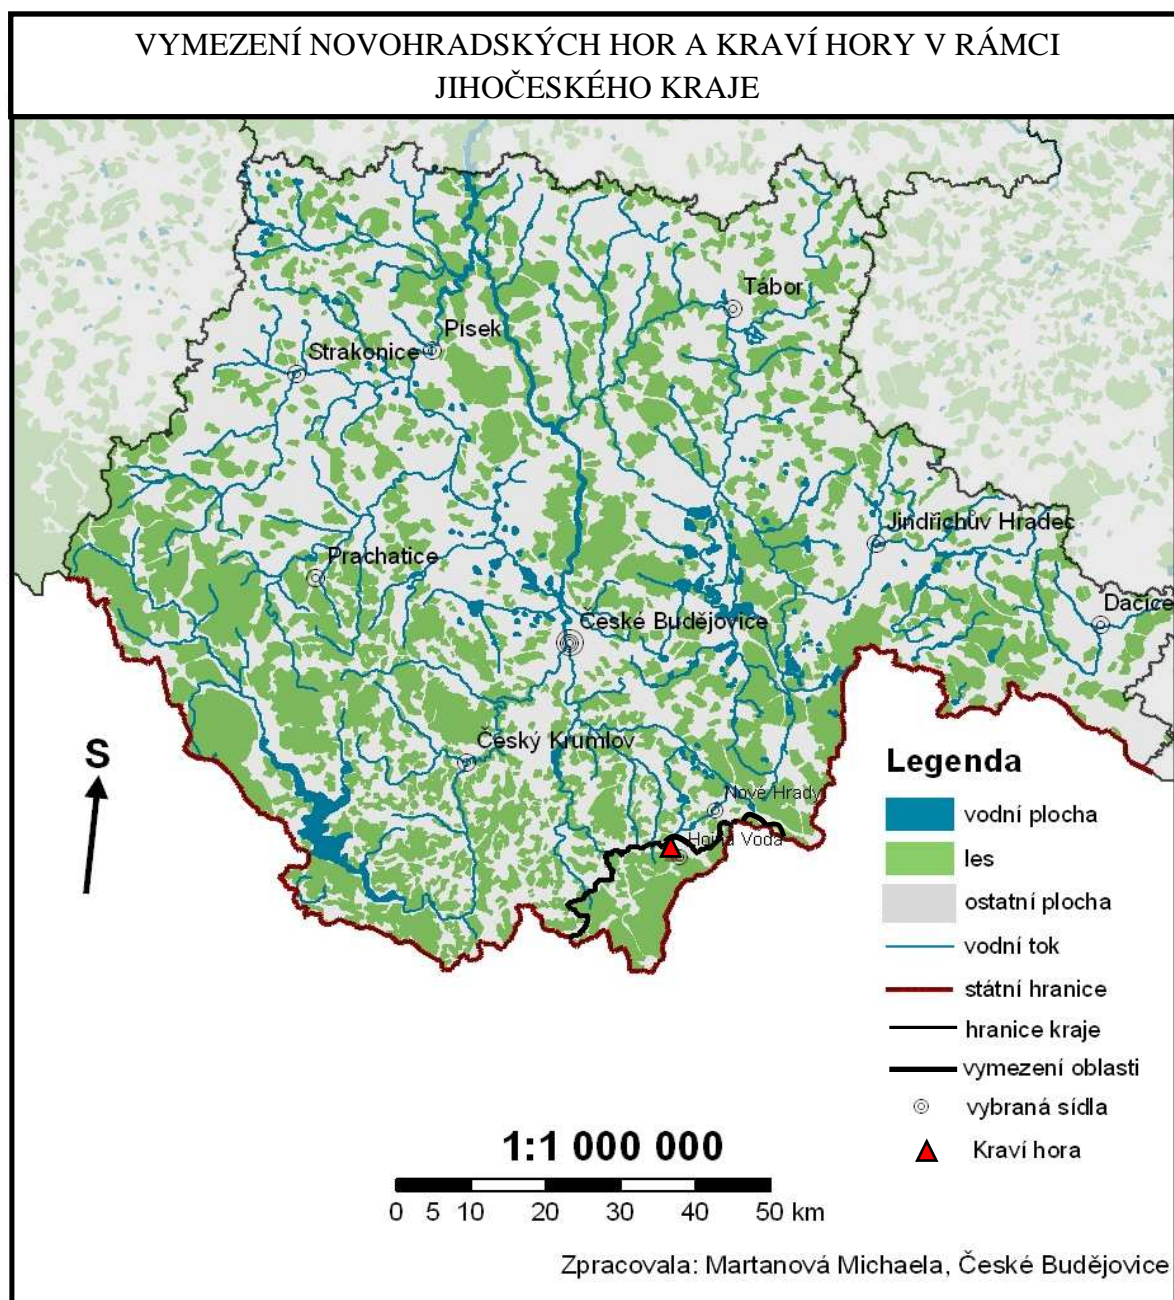 VYMEZENÍ NOVOHRADSKÝCH HOR A KRAVÍ HORY V RÁMCI
JIHOČESKÉHO KRAJE
Tábor
Písek
Strakonice
Jindřichův Hradec
Prachatice
Dačice
České Budějovice
Český Krumlov
S
Nové Hrady
Hojná Voda
Legenda
vodní plocha
les
ostatní plocha
vodní tok
státní hranice
hranice kraje
vymezení oblasti
vybraná sídla
Kraví hora
1:1 000 000
0 5 10 20 30 40 50 km
Zpracovala: Martanová Michaela, České Budějovice